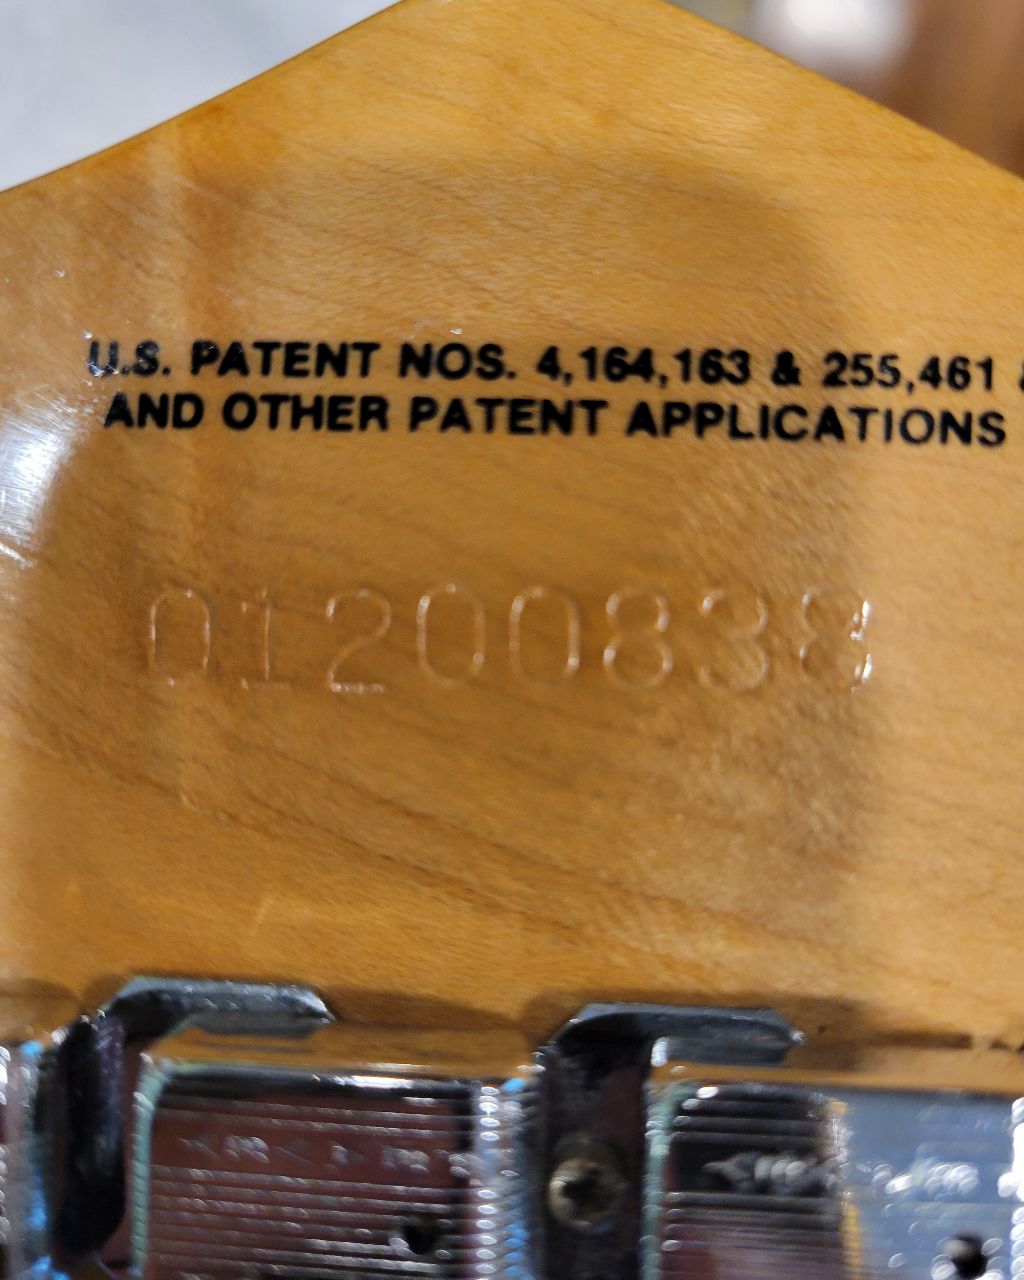 U.S. PATENT NOS. 4,164,163 & 255,461 &
AND OTHER PATENT APPLICATIONS
01200838